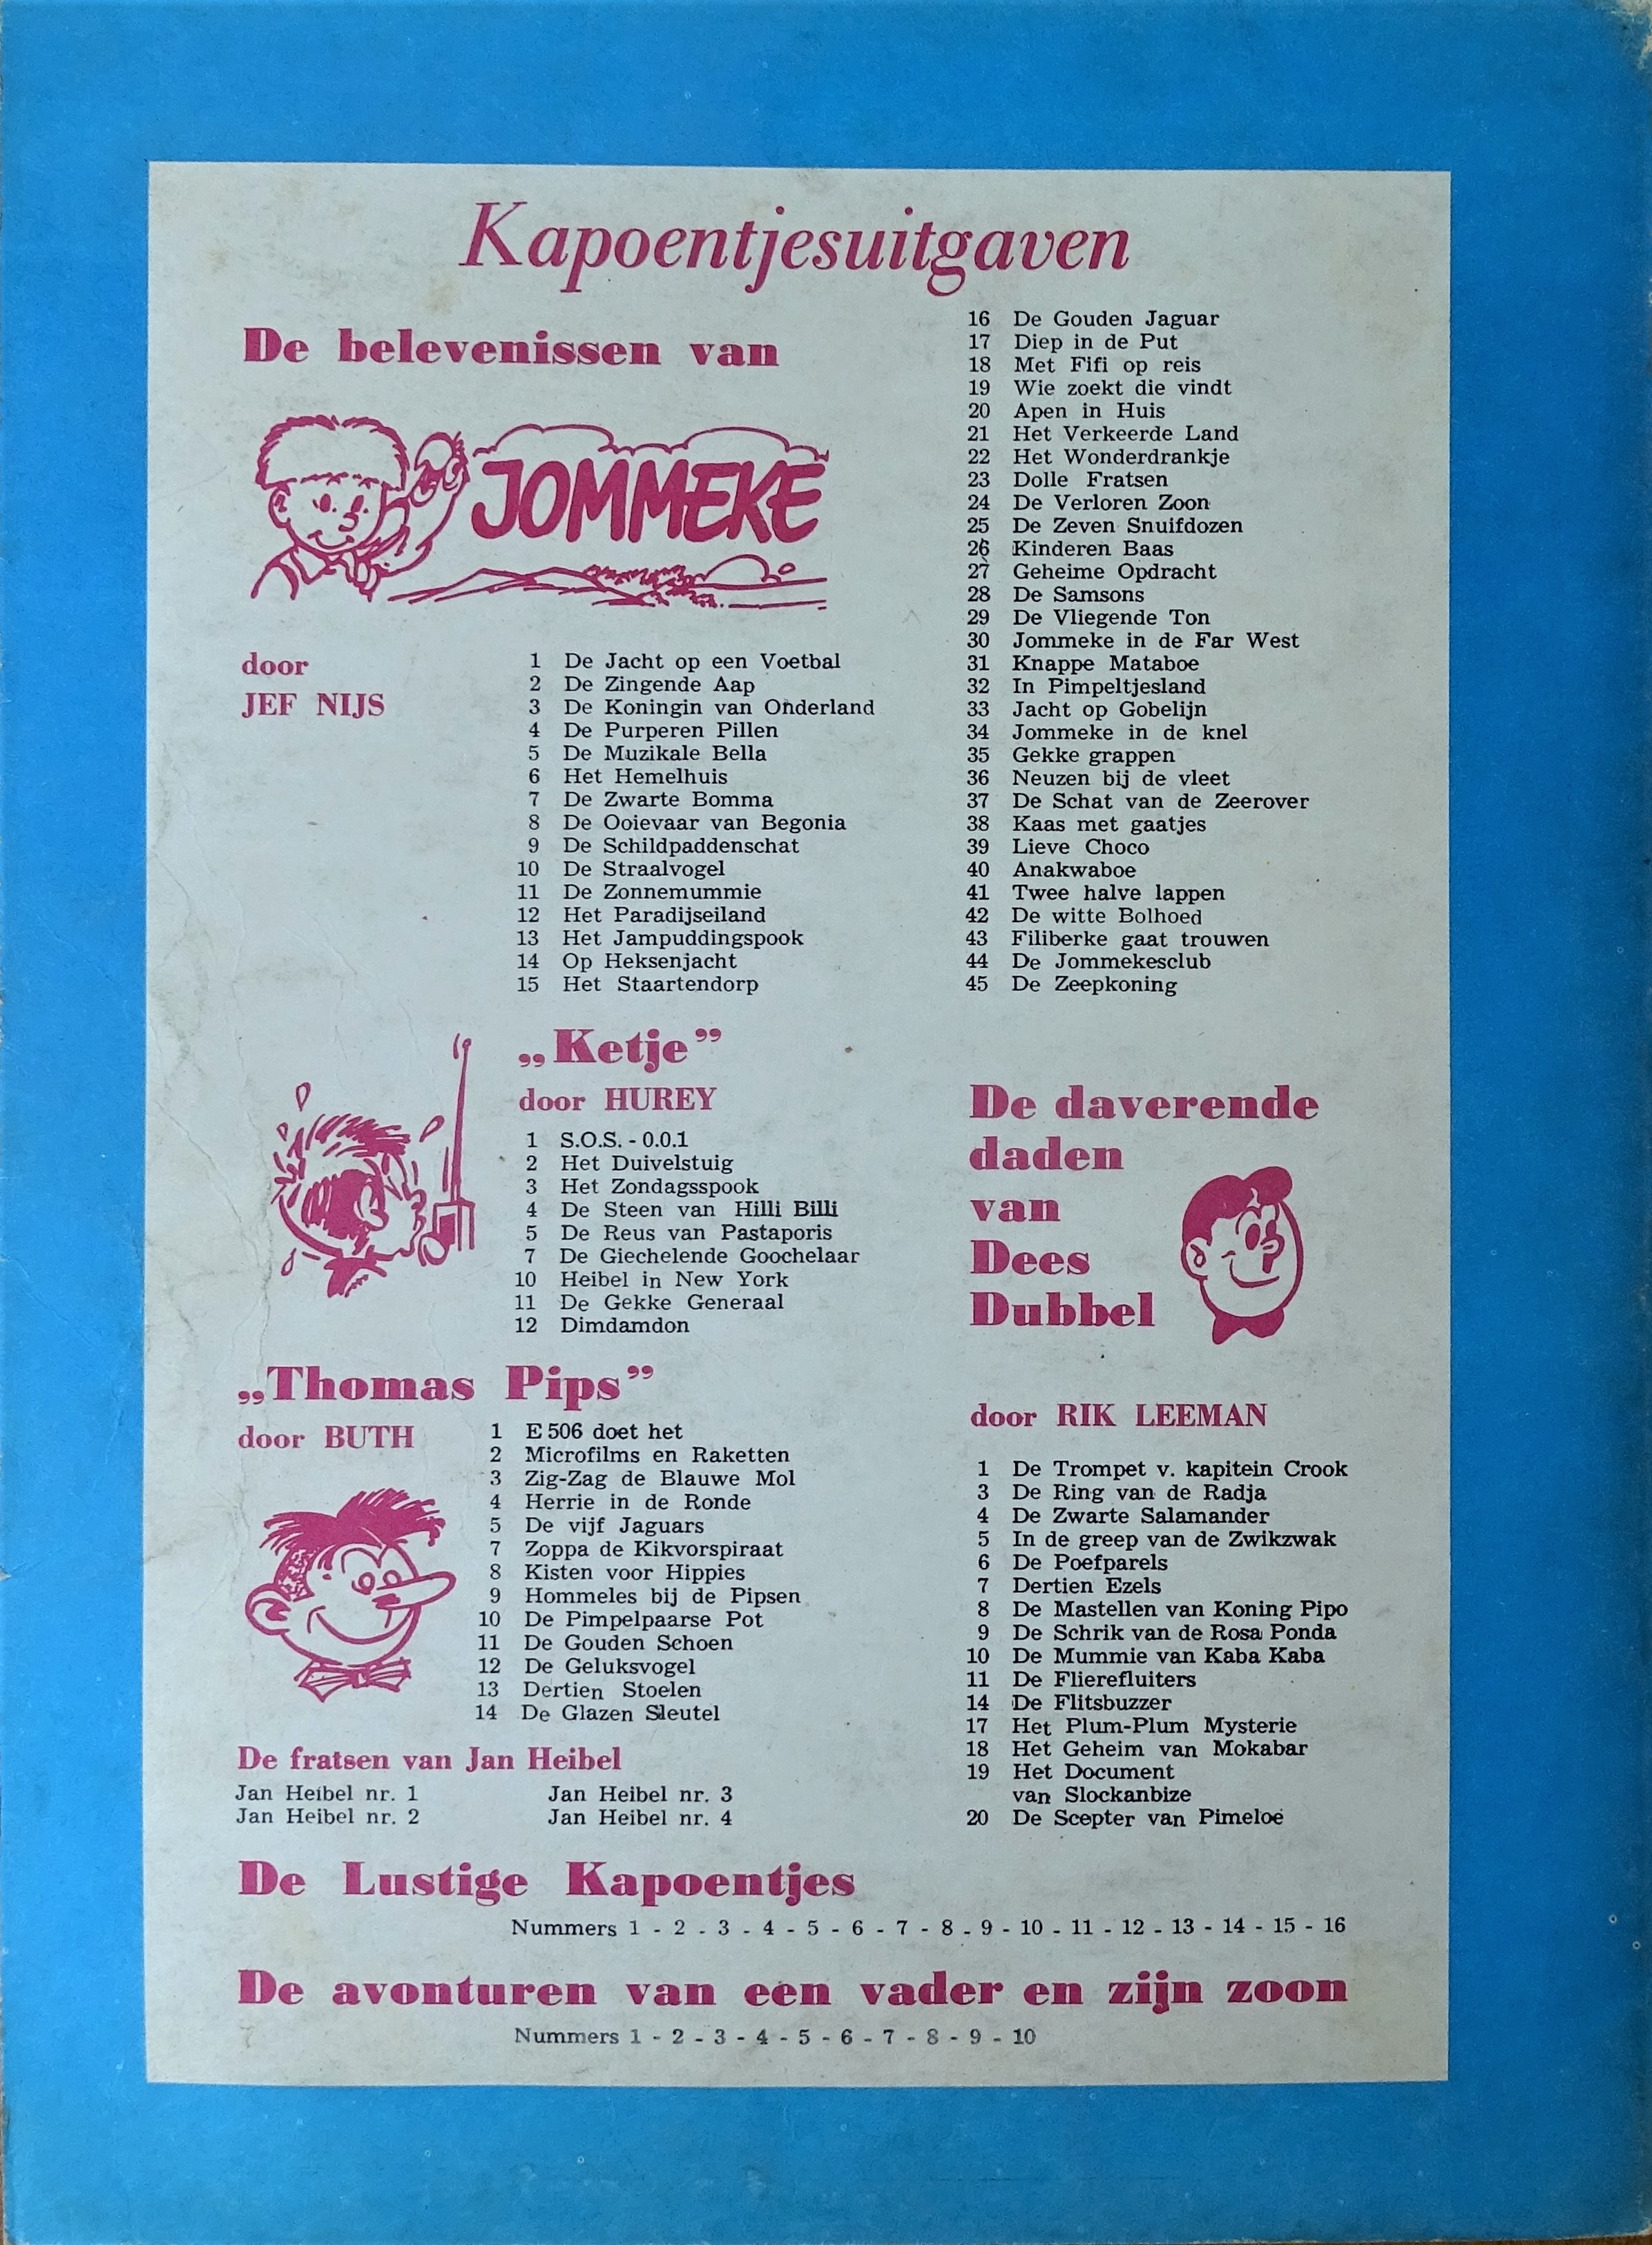 Kapoentjesuitgaven
De belevenissen van
JOMMEKE
door
JEF NIJS
1 De Jacht op een Voetbal
2 De Zingende Aap
3 De Koningin van Onderland
4 De Purperen Pillen
5 De Muzikale Bella
6 Het Hemelhuis
7 De Zwarte Bomma
8 De Ooievaar van Begonia
9 De Schildpaddenschat
10 De Straalvogel
11 De Zonnemummie
12 Het Paradijseiland
13 Het Jampuddingspook
14 Op Heksenjacht
15 Het Staartendorp
16 De Gouden Jaguar
17 Diep in de Put
18 Met Fifi op reis
19 Wie zoekt die vindt
20 Apen in Huis
21 Het Verkeerde Land
22 Het Wonderdrankje
23 Dolle Fratsen
24 De Verloren Zoon
25 De Zeven Snuifdozen
26 Kinderen Baas
27 Geheime Opdracht
28 De Samsons
29 De Vliegende Ton
30 Jommeke in de Far West
31 Knappe Mataboe
32 In Pimpeltjesland
33 Jacht op Gobelijn
34 Jommeke in de knel
35 Gekke grappen
36 Neuzen bij de vleet
37 De Schat van de Zeerover
38 Kaas met gaatjes
39 Lieve Choco
40 Anakwaboe
41 Twee halve lappen
42 De witte Bolhoed
43 Filiberke gaat trouwen
44 De Jommekesclub
45 De Zeepkoning
„Ketje”
door HUREY
1 S.O.S. - 0.0.1
2 Het Duivelstuig
3 Het Zondagsspook
4 De Steen van Hilli Billi
5 De Reus van Pastaporis
7 De Giechelende Goochelaar
10 Heibel in New York
11 De Gekke Generaal
12 Dimdamdon
„Thomas Pips”
door BUTH
1 E 506 doet het
2 Microfilms en Raketten
3 Zig-Zag de Blauwe Mol
4 Herrie in de Ronde
5 De vijf Jaguars
7 Zoppa de Kikvorspiraat
8 Kisten voor Hippies
9 Hommeles bij de Pipsen
10 De Pimpelpaarse Pot
11 De Gouden Schoen
12 De Geluksvogel
13 Dertien Stoelen
14 De Glazen Sleutel
De fratsen van Jan Heibel
Jan Heibel nr. 1
Jan Heibel nr. 2
Jan Heibel nr. 3
Jan Heibel nr. 4
De daverende
daden
van
Dees
Dubbel
door RIK LEEMAN
1 De Trompet v. kapitein Crook
3 De Ring van de Radja
4 De Zwarte Salamander
5 In de greep van de Zwikzwak
6 De Poefparels
7 Dertien Ezels
8 De Mastellen van Koning Pipo
9 De Schrik van de Rosa Ponda
10 De Mummie van Kaba Kaba
11 De Flierefluiters
14 De Flitsbuzzer
17 Het Plum-Plum Mysterie
18 Het Geheim van Mokabar
19 Het Document
van Slockanbize
20 De Scepter van Pimeloe
De Lustige Kapoentjes
Nummers 1 - 2 - 3 - 4 - 5 - 6 - 7 - 8 - 9 - 10 - 11 - 12 - 13 - 14 - 15 - 16
De avonturen van een vader en zijn zoon
Nummers 1 - 2 - 3 - 4 - 5 - 6 - 7 - 8 - 9 - 10